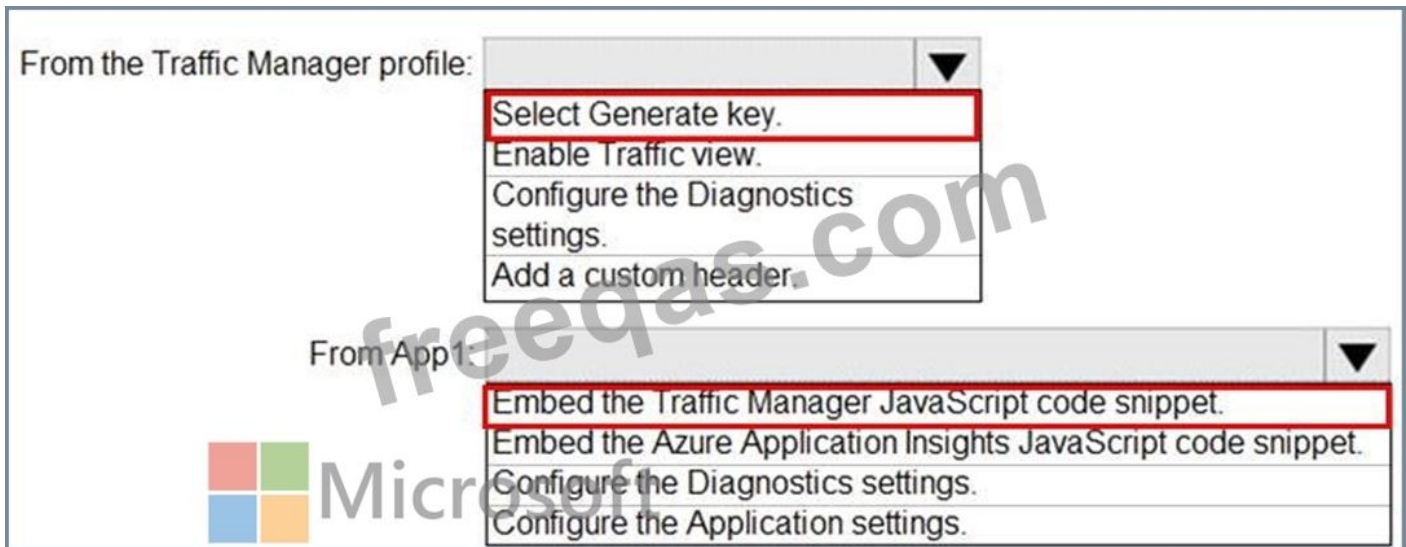 From the Traffic Manager profile:
Select Generate key.
Enable Traffic view.
Configure the Diagnostics
settings.
Add a custom header.
freeqas.com
From App1:
Embed the Traffic Manager JavaScript code snippet.
Embed the Azure Application Insights JavaScript code snippet.
Configure the Diagnostics settings.
Configure the Application settings.
Microsoft